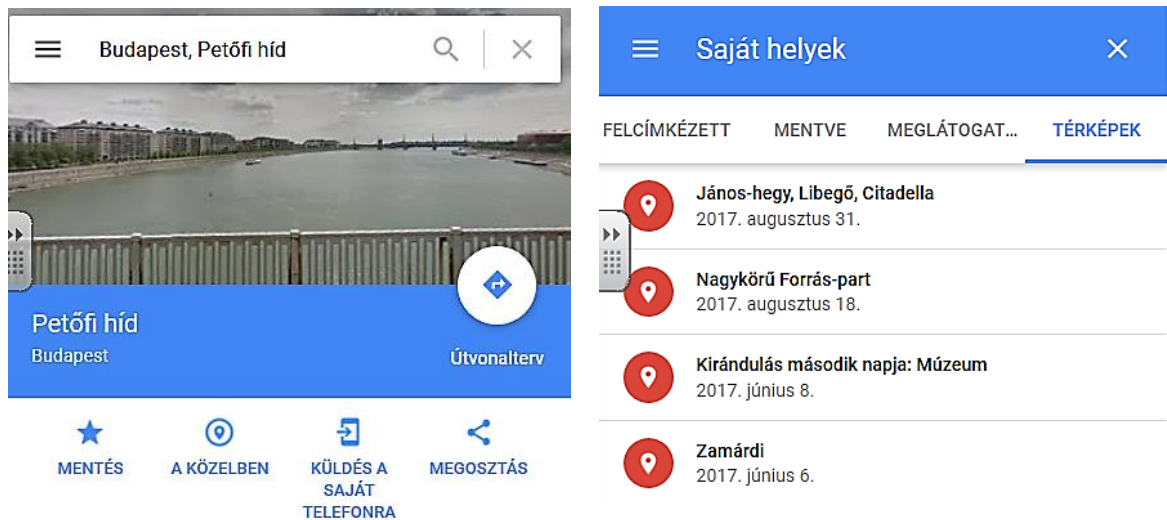 Budapest, Petőfi híd
Petőfi híd
Budapest
Útvonalterv
MENTÉS
A KÖZELBEN
KÜLDÉS A
SAJÁT
TELEFONRA
MEGOSZTÁS
Saját helyek
FELCÍMKÉZETT MENTVE MEGLÁTOGAT... TÉRKÉPEK
János-hegy, Libegő, Citadella
2017. augusztus 31.
Nagykörű Forrás-part
2017. augusztus 18.
Kirándulás második napja: Múzeum
2017. június 8.
Zamárdi
2017. június 6.